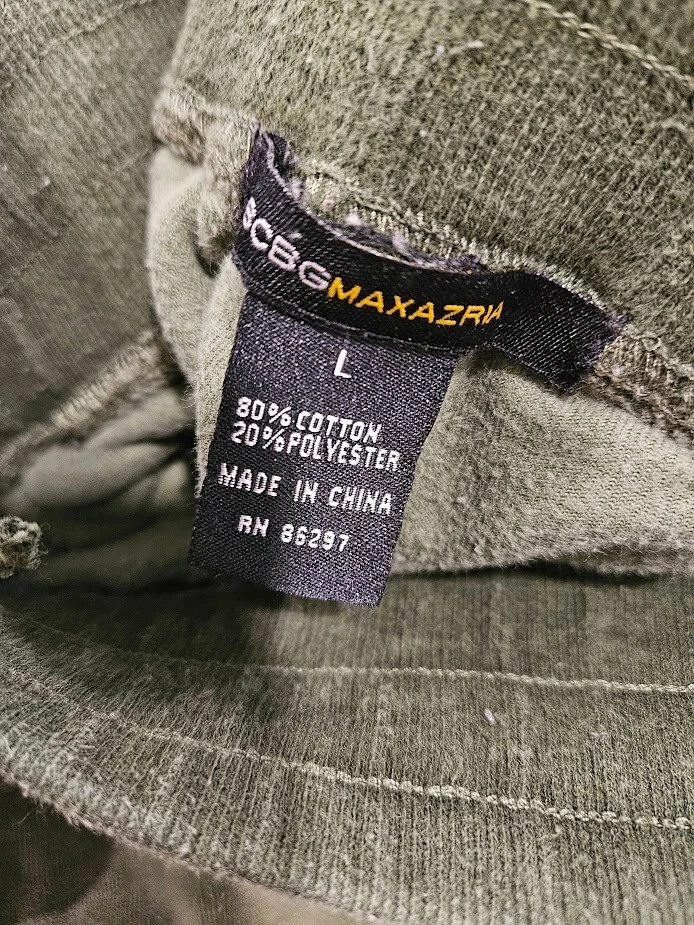 BCBGMAXAZRIA
L
80% COTTON
20% POLYESTER
MADE IN CHINA
RN 86297